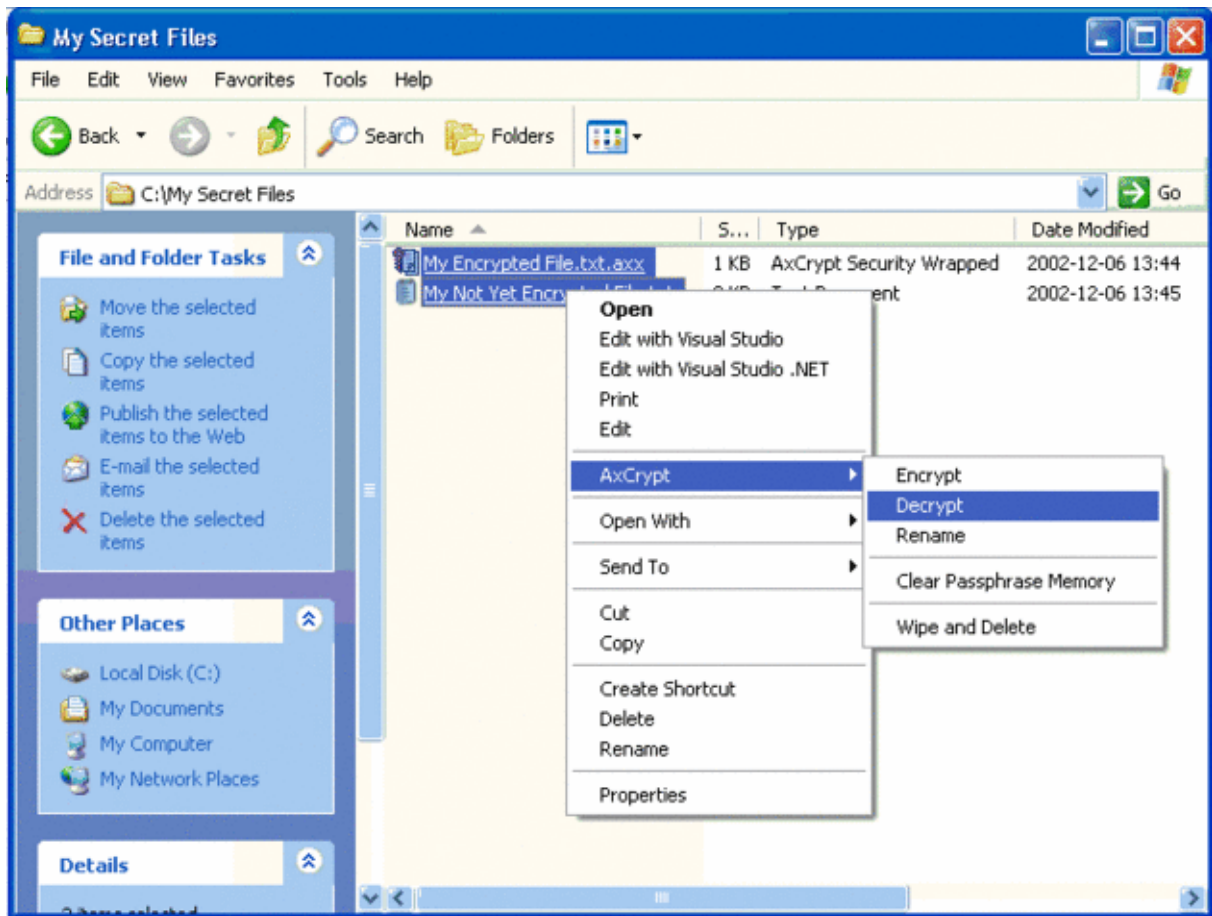 My Secret Files
File Edit View Favorites Tools Help
Back Search Folders
Address C:\My Secret Files Go
Name S... Type Date Modified
My Encrypted File.txt.axx 1 KB AxCrypt Security Wrapped 2002-12-06 13:44
My Not Yet 2002-12-06 13:45
File and Folder Tasks
Move the selected
items
Copy the selected
items
Publish the selected
items to the Web
E-mail the selected
items
Delete the selected
items
Other Places
Local Disk (C:)
My Documents
My Computer
My Network Places
Details
Open
Edit with Visual Studio
Edit with Visual Studio .NET
Print
Edit
AxCrypt
Open With
Send To
Cut
Copy
Create Shortcut
Delete
Rename
Properties
Encrypt
Decrypt
Rename
Clear Passphrase Memory
Wipe and Delete